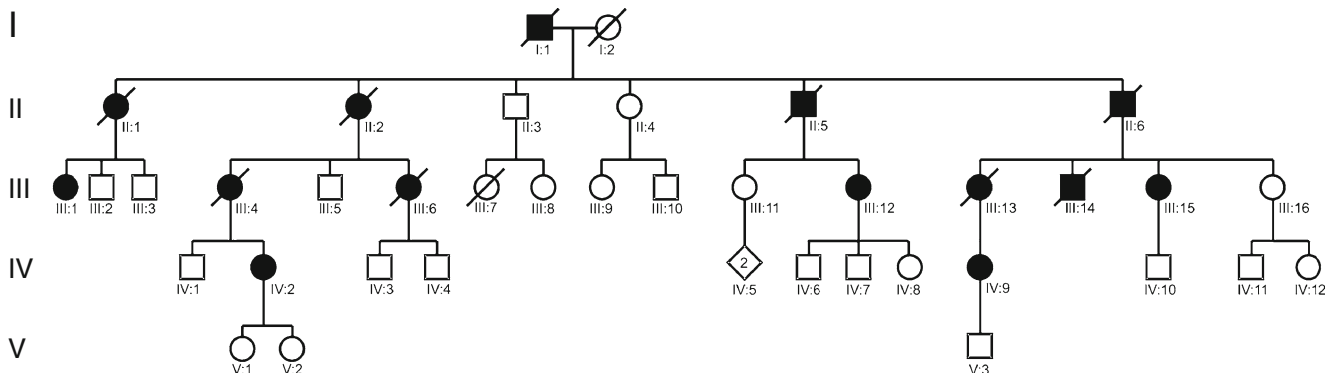 I
I:1 I:2
II
II:1 II:2 II:3 II:4 II:5 II:6
III
III:1 III:2 III:3 III:4 III:5 III:6 III:7 III:8 III:9 III:10 III:11 III:12 III:13 III:14 III:15 III:16
IV
2
IV:1 IV:2 IV:3 IV:4 IV:5 IV:6 IV:7 IV:8 IV:9 IV:10 IV:11 IV:12
V
V:1 V:2 V:3